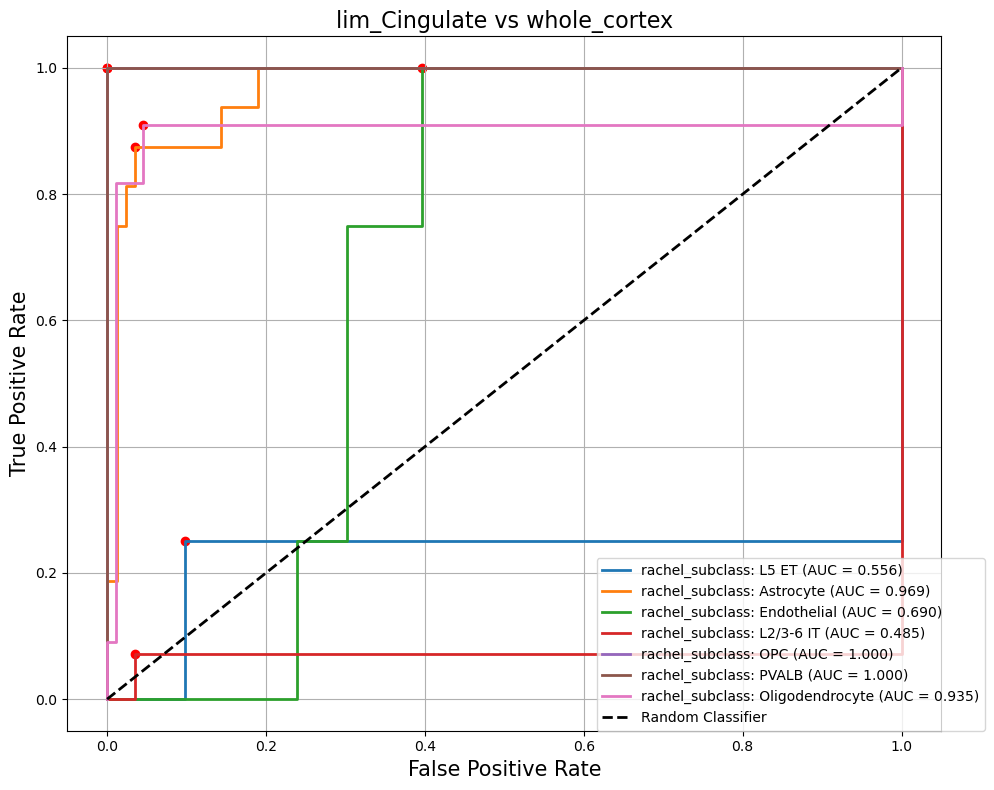 lim_Cingulate vs whole_cortex
True Positive Rate
1.0
0.8
0.6
0.4
0.2
0.0
rachel_subclass: L5 ET (AUC = 0.556)
rachel_subclass: Astrocyte (AUC = 0.969)
rachel_subclass: Endothelial (AUC = 0.690)
rachel_subclass: L2/3-6 IT (AUC = 0.485)
rachel_subclass: OPC (AUC = 1.000)
rachel_subclass: PVALB (AUC = 1.000)
rachel_subclass: Oligodendrocyte (AUC = 0.935)
Random Classifier
0.0 0.2 0.4 0.6 0.8 1.0
False Positive Rate